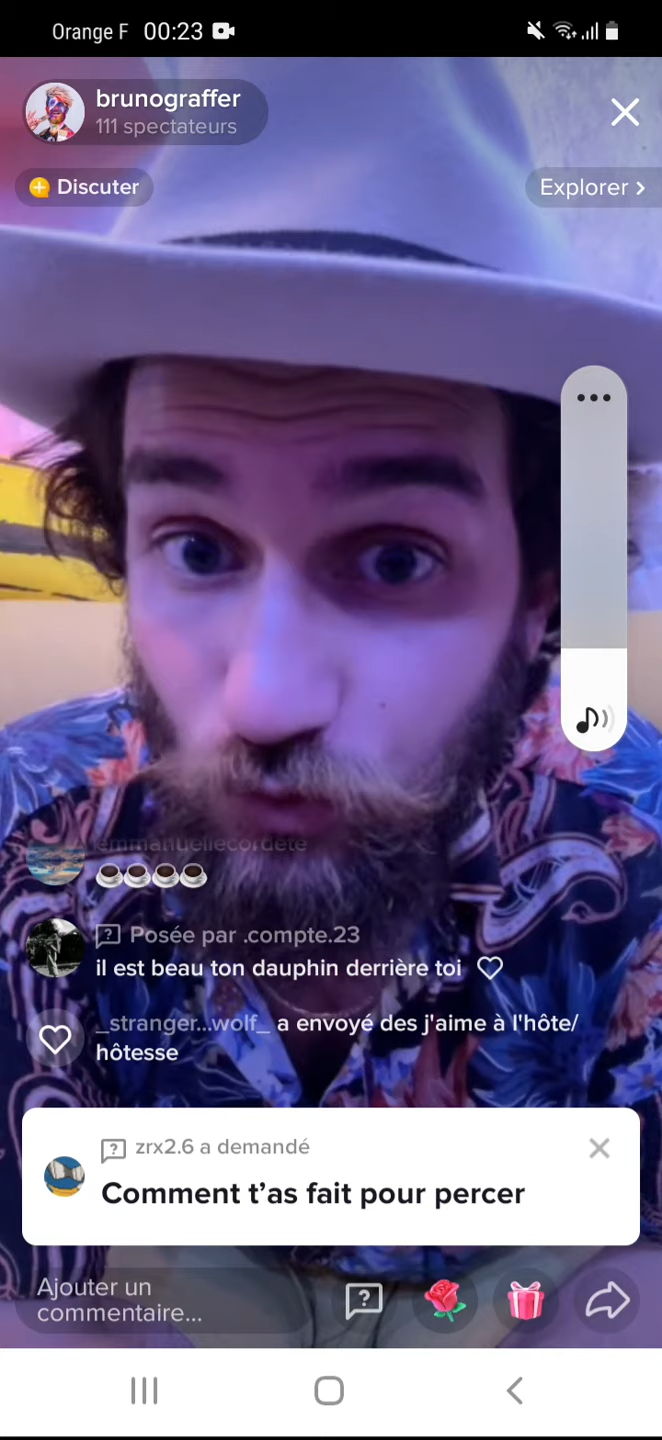 Orange F 00:23
brunograffer
111 spectateurs
Discuter
Explorer >
emmanuellecordete
Posée par .compte.23
il est beau ton dauphin derrière toi
_stranger...wolf_ a envoyé des j'aime à l'hôte/
hôtesse
zrx2.6 a demandé
Comment t’as fait pour percer
Ajouter un
commentaire...